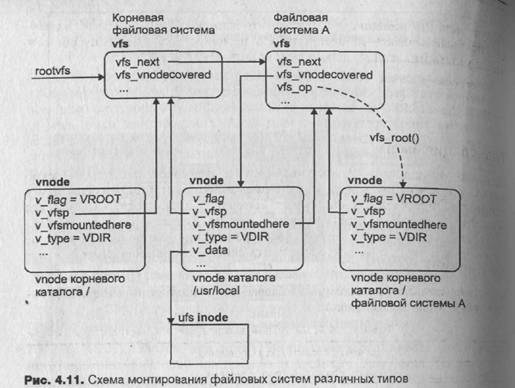 Корневая
файловая система
vfs
vfs_next
vfs_vnodecovered
...
rootvfs
Файловая
система A
vfs
vfs_next
vfs_vnodecovered
vfs_op
...
vfs_root()
vnode
v_flag = VROOT
v_vfsp
v_vfsmountedhere
v_type = VDIR
...
vnode корневого
каталога /
vnode
v_flag
v_vfsp
v_vfsmountedhere
v_type = VDIR
v_data
...
vnode каталога
/usr/local
vnode
v_flag = VROOT
v_vfsp
v_vfsmountedhere
v_type = VDIR
...
vnode корневого
каталога /
файловой системы A
ufs inode
Рис. 4.11. Схема монтирования файловых систем различных типов